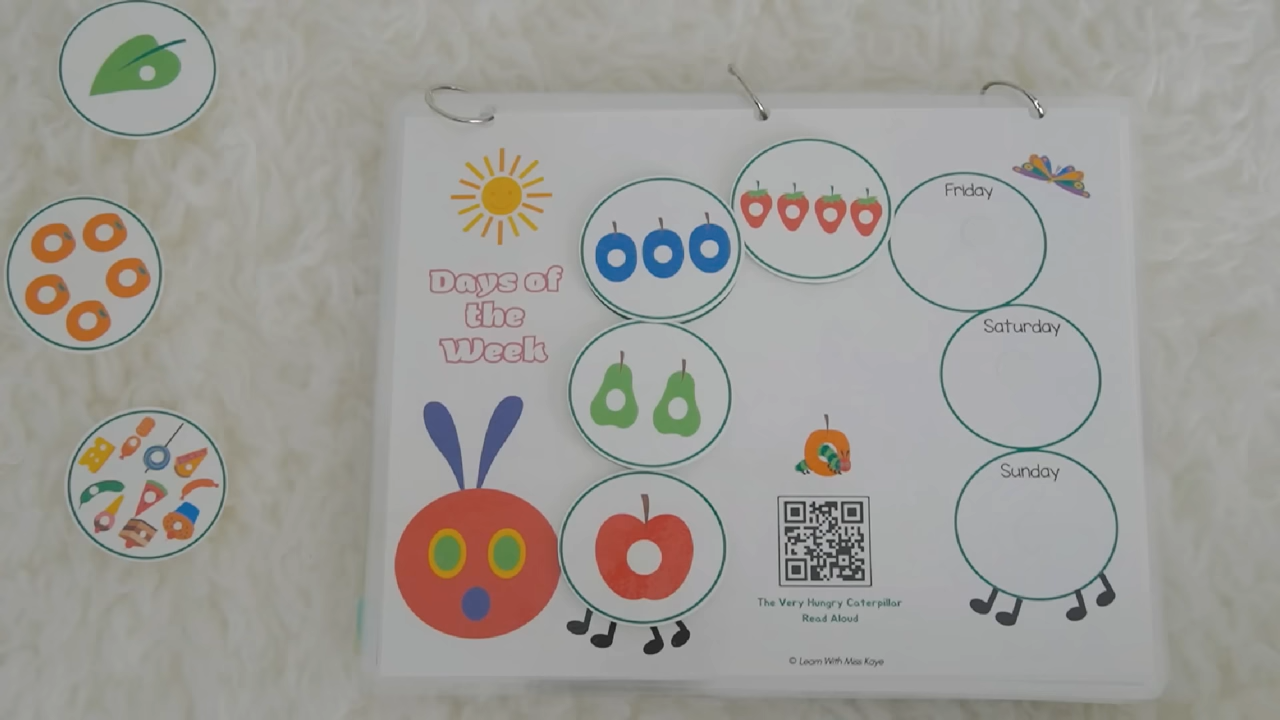 Days of
the
Week
Friday
Saturday
Sunday
The Very Hungry Caterpillar
Read Aloud
© Learn With Miss Kaye